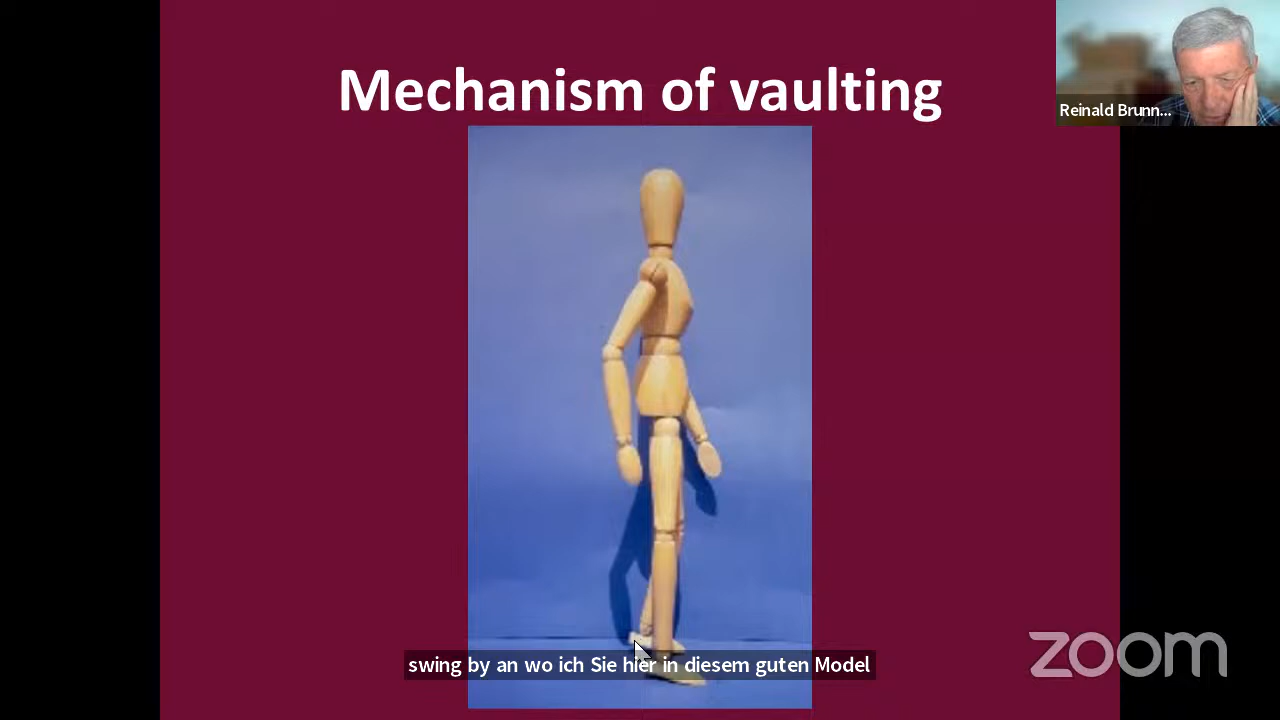 Mechanism of vaulting
Reinald Brunn...
swing by an wo ich Sie hier in diesem guten Model
zoom